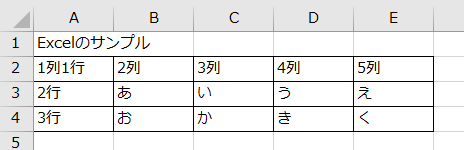 A B C D E
1 Excelのサンプル
2 1列1行 2列 3列 4列 5列
3 2行 あ い う え
4 3行 お か き く
5